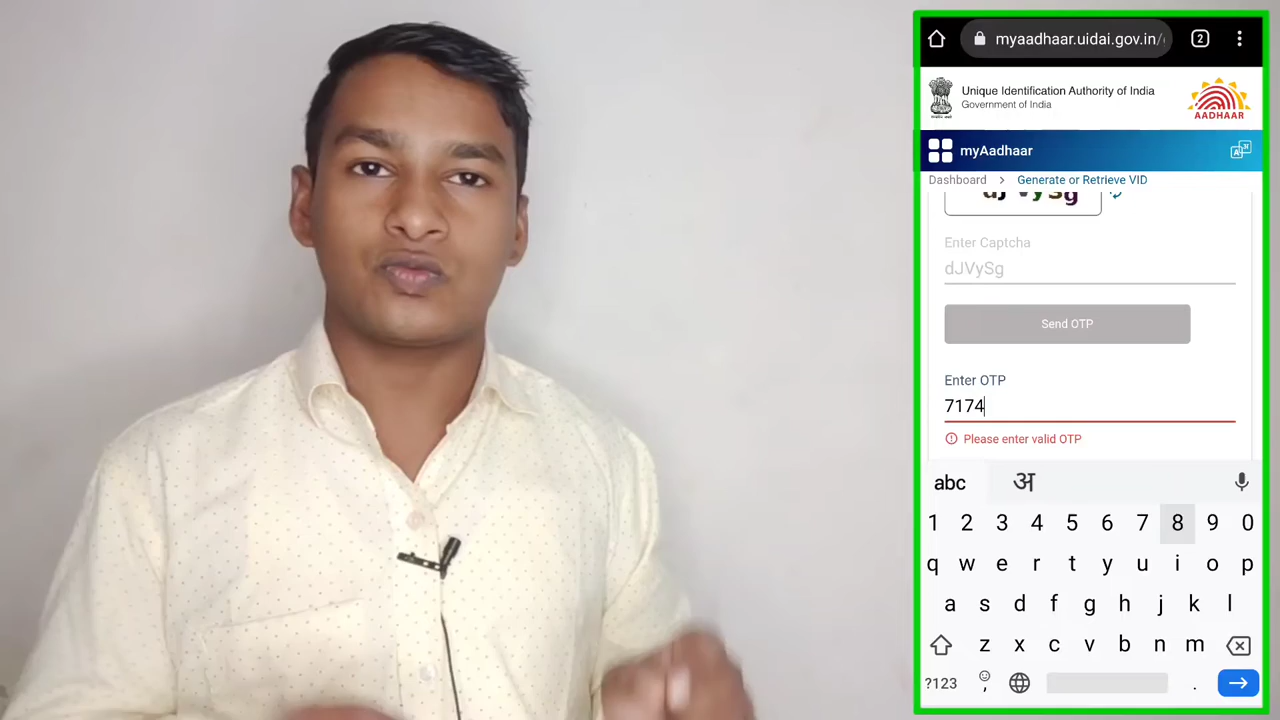 2
myaadhaar.uidai.gov.in/
Unique Identification Authority of India
Government of India
AADHAAR
myAadhaar
Dashboard > Generate or Retrieve VID
dJVySg
Enter Captcha
dJVySg
Send OTP
Enter OTP
7174
Please enter valid OTP
abc अ
1 2 3 4 5 6 7 8 9 0
q w e r t y u i o p
a s d f g h j k l
z x c v b n m
?123 , .